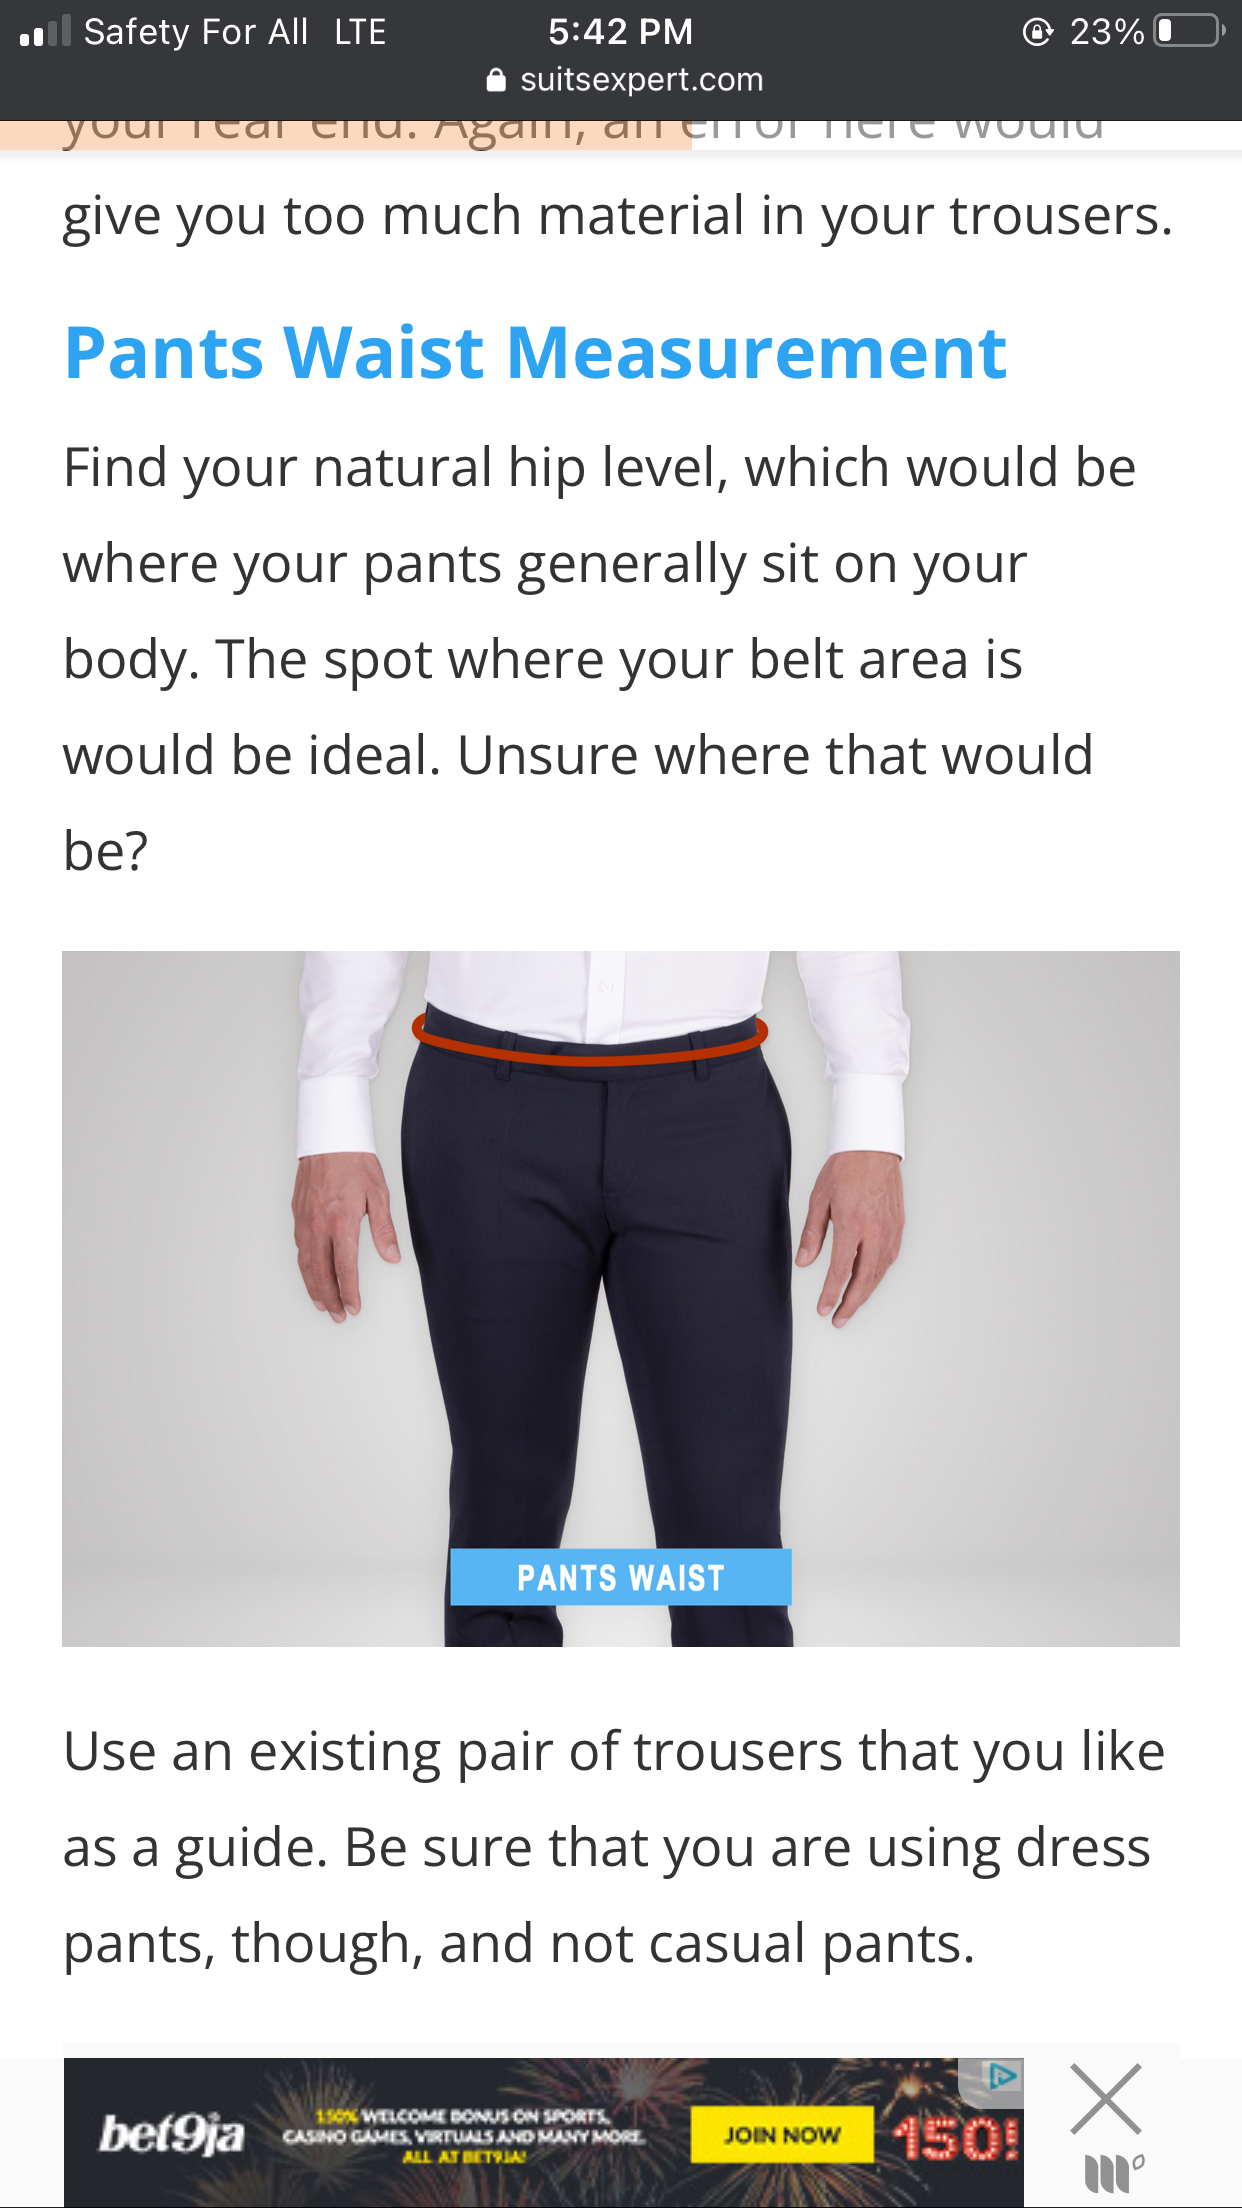 Safety For All LTE 5:42 PM 23%
suitsexpert.com
your rear end. Again, an error here would
give you too much material in your trousers.
Pants Waist Measurement
Find your natural hip level, which would be
where your pants generally sit on your
body. The spot where your belt area is
would be ideal. Unsure where that would
be?
PANTS WAIST
Use an existing pair of trousers that you like
as a guide. Be sure that you are using dress
pants, though, and not casual pants.
bet9ja
150% WELCOME BONUS ON SPORTS,
CASINO GAMES, VIRTUALS AND MANY MORE.
ALL AT BET9JA!
JOIN NOW
150!